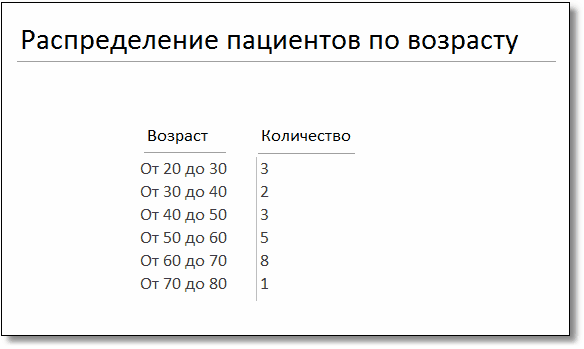 Распределение пациентов по возрасту
Возраст Количество
От 20 до 30 3
От 30 до 40 2
От 40 до 50 3
От 50 до 60 5
От 60 до 70 8
От 70 до 80 1